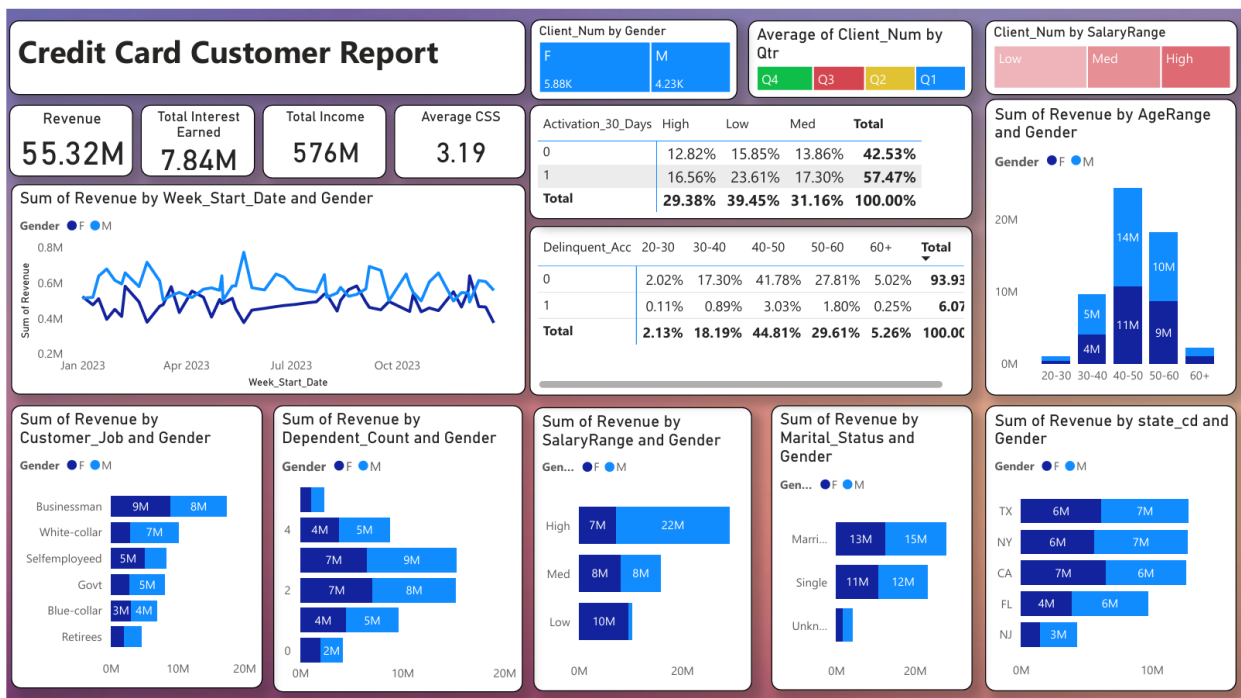 Credit Card Customer Report
Client_Num by Gender
F
M
5.88K
4.23K
Average of Client_Num by
Qtr
Q4
Q3
Q2
Q1
Client_Num by SalaryRange
Low
Med
High
Revenue
55.32M
Total Interest
Earned
7.84M
Total Income
576M
Average CSS
3.19
Activation_30_Days High Low Med Total
0 12.82% 15.85% 13.86% 42.53%
1 16.56% 23.61% 17.30% 57.47%
Total 29.38% 39.45% 31.16% 100.00%
Sum of Revenue by AgeRange
and Gender
Gender F M
20M
10M
0M
14M
11M
5M
4M
10M
9M
20-30 30-40 40-50 50-60 60+
Sum of Revenue by Week_Start_Date and Gender
Gender F M
Sum of Revenue
0.8M
0.6M
0.4M
0.2M
Jan 2023 Apr 2023 Jul 2023 Oct 2023
Week_Start_Date
Delinquent_Acc 20-30 30-40 40-50 50-60 60+ Total
0 2.02% 17.30% 41.78% 27.81% 5.02% 93.93
1 0.11% 0.89% 3.03% 1.80% 0.25% 6.07
Total 2.13% 18.19% 44.81% 29.61% 5.26% 100.00
Sum of Revenue by
Customer_Job and Gender
Gender F M
Businessman 9M 8M
White-collar 7M
Selfemployeed 5M
Govt 5M
Blue-collar 3M 4M
Retirees
0M 10M 20M
Sum of Revenue by
Dependent_Count and Gender
Gender F M
4 4M 5M
7M 9M
2 7M 8M
4M 5M
0 2M
0M 10M 20M
Sum of Revenue by
SalaryRange and Gender
Gen... F M
High 7M 22M
Med 8M 8M
Low 10M
0M 20M
Sum of Revenue by
Marital_Status and
Gender
Gen... F M
Marri... 13M 15M
Single 11M 12M
Unkn...
0M 20M
Sum of Revenue by state_cd and
Gender
Gender F M
TX 6M 7M
NY 6M 7M
CA 7M 6M
FL 4M 6M
NJ 3M
0M 10M